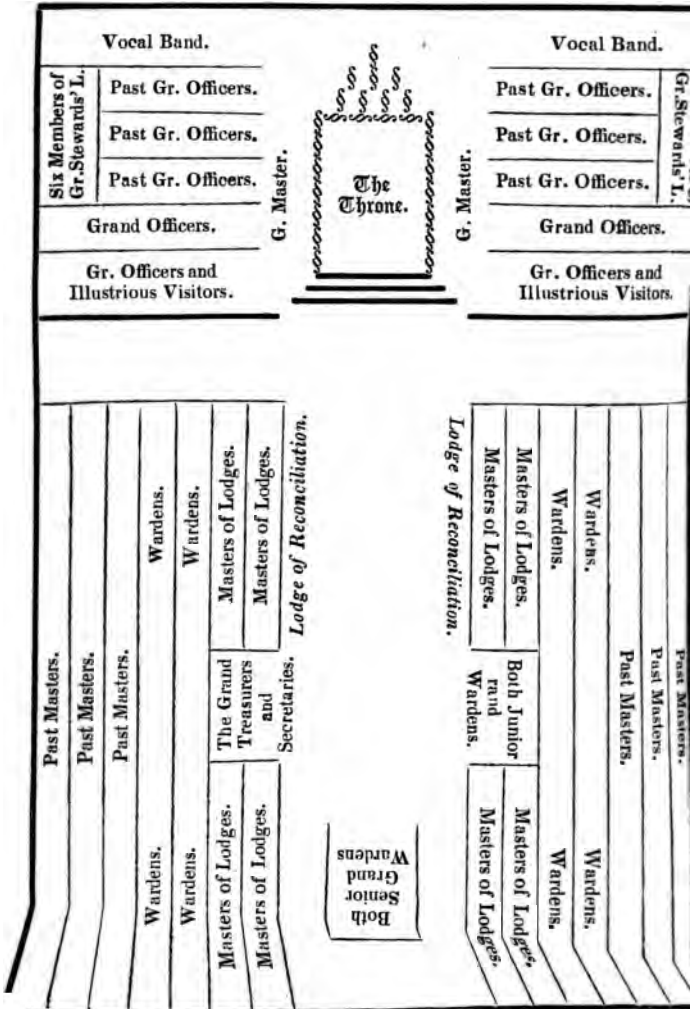 Vocal Band.
Six Members of
Gr. Stewards' L.
Past Gr. Officers.
Past Gr. Officers.
Past Gr. Officers.
Grand Officers.
Gr. Officers and
Illustrious Visitors.
G. Master.
The
Throne.
G. Master.
Vocal Band.
Past Gr. Officers.
Past Gr. Officers.
Past Gr. Officers.
Gr. Stewards' L.
Grand Officers.
Gr. Officers and
Illustrious Visitors.
Past Masters.
Past Masters.
Past Masters.
Wardens.
Wardens.
Wardens.
Wardens.
Masters of Lodges.
Masters of Lodges.
Lodge of Reconciliation.
The Grand
Treasurers
and
Secretaries.
Masters of Lodges.
Masters of Lodges.
Both
Senior
Grand
Wardens
Lodge of Reconciliation.
Masters of Lodges.
Masters of Lodges.
Both Junior
rand
Wardens.
Masters of Lodges.
Masters of Lodges.
Wardens.
Wardens.
Wardens.
Wardens.
Past Masters.
Past Masters.
Past Masters.